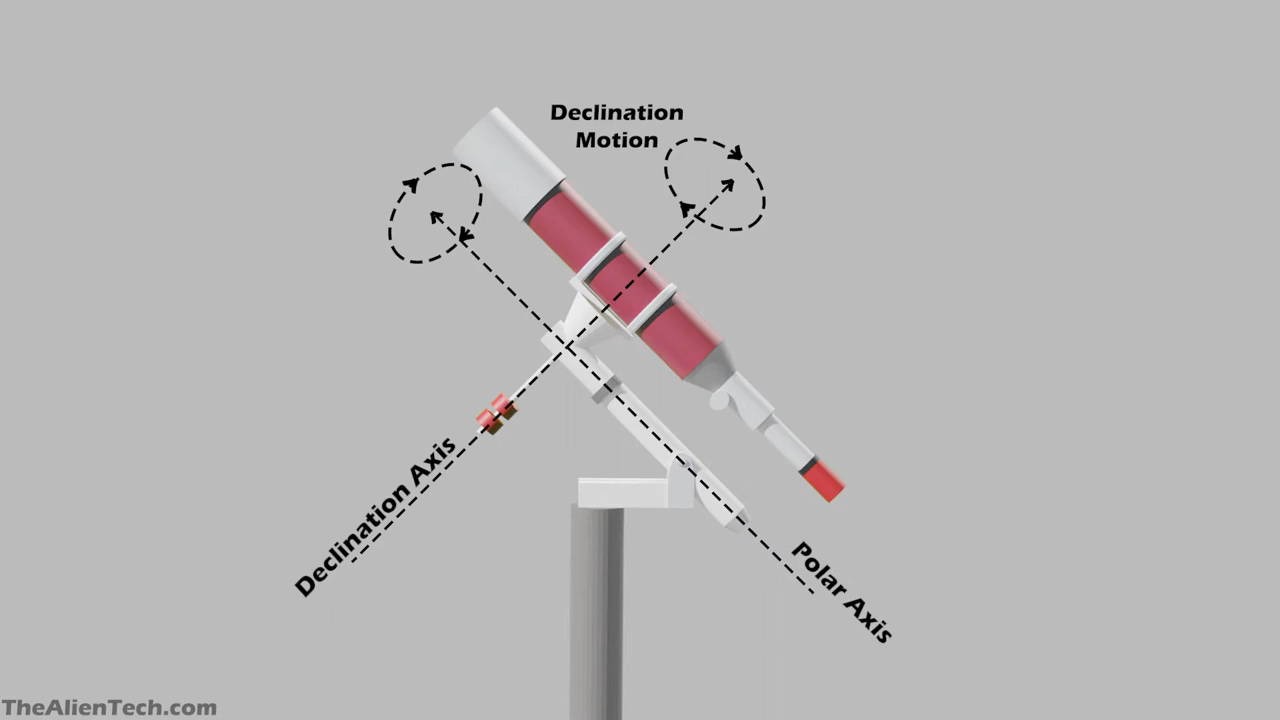 Declination
Motion
Declination Axis
Polar Axis
TheAlienTech.com